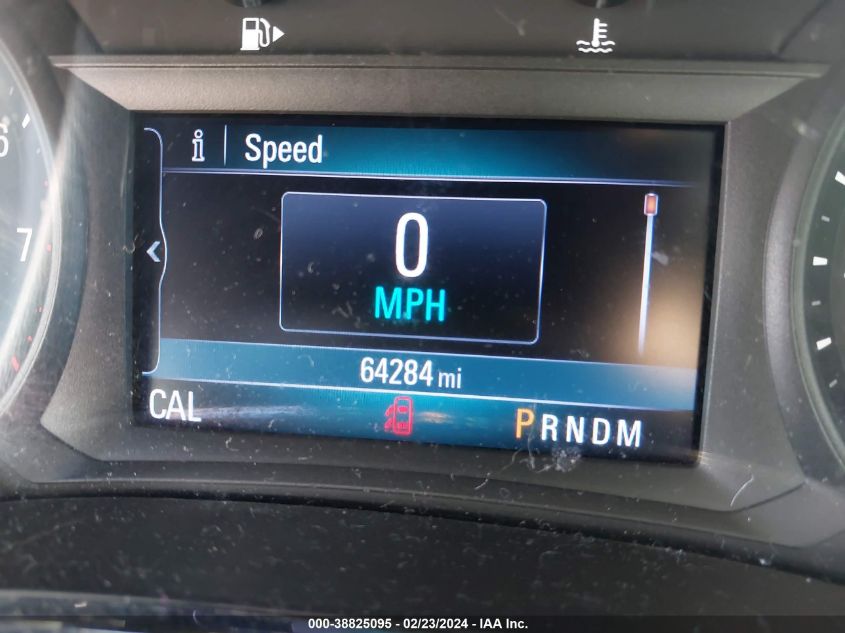 Speed
6
7
0
MPH
64284 mi
CAL
PRNDM
000-38825095 - 02/23/2024 - IAA Inc.